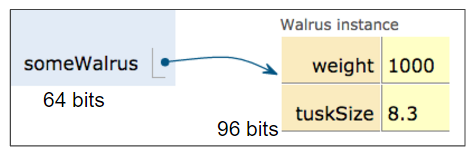 Walrus instance
someWalrus
weight 1000
64 bits
tuskSize 8.3
96 bits